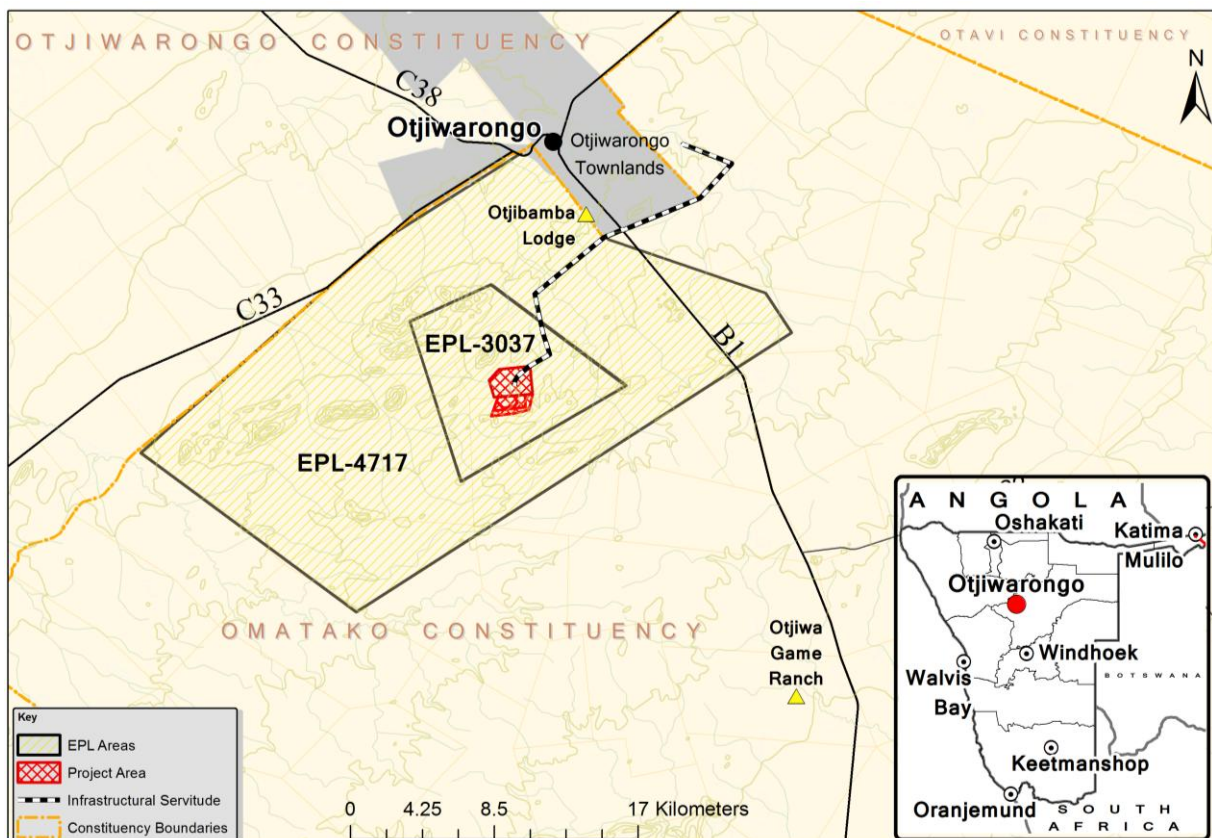 OTJIWARONGO CONSTITUENCY
OTAVI CONSTITUENCY
N
C38
Otjiwarongo
Otjiwarongo
Townlands
Otjibamba
Lodge
C33
EPL-3037
B1
EPL-4717
OMATAKO CONSTITUENCY
Otjiwa
Game
Ranch
Key
EPL Areas
Project Area
Infrastructural Servitude
Constituency Boundaries
0 4.25 8.5 17 Kilometers
ANGOLA
Oshakati
Katima
Mulilo
Otjiwarongo
Windhoek
Walvis
Bay
BOTSWANA
Keetmanshop
Oranjemund
SOUTH
AFRICA